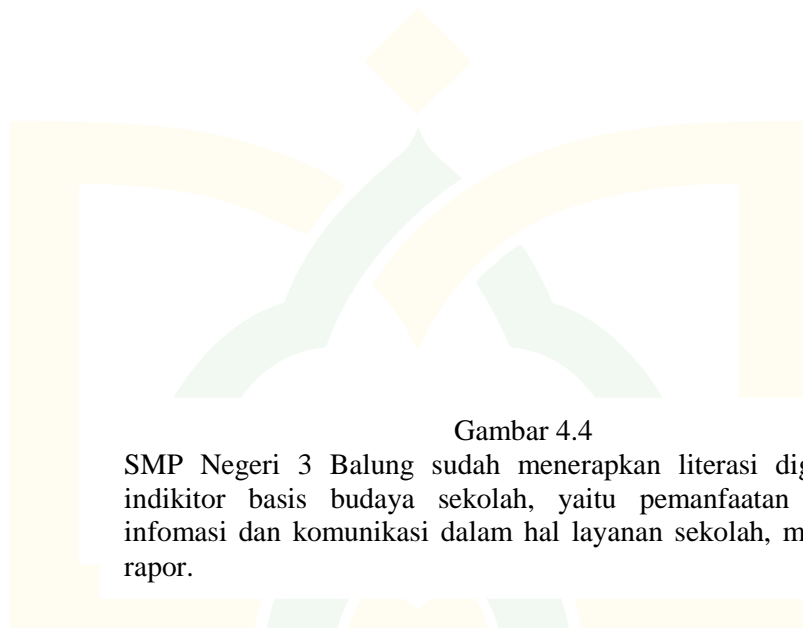 Gambar 4.4
SMP Negeri 3 Balung sudah menerapkan literasi
indikitor basis budaya sekolah, yaitu pemanfaatan
infomasi dan komunikasi dalam hal layanan sekolah,
rapor.